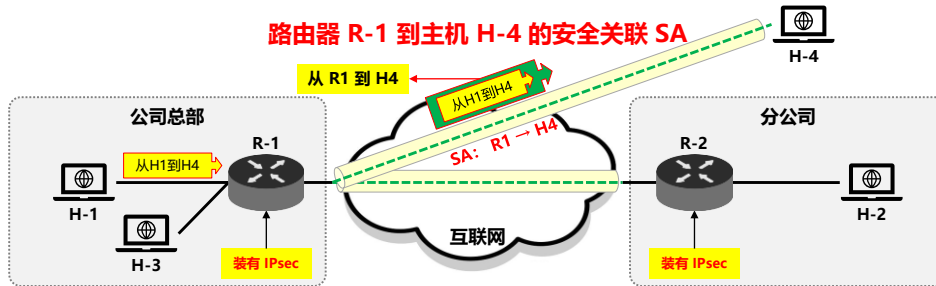 路由器 R-1 到主机 H-4 的安全关联 SA
H-4
从 R1 到 H4
从H1到H4
公司总部
分公司
R-1
SA: R1 → H4
R-2
从H1到H4
H-1
H-2
H-3
互联网
装有 IPsec
装有 IPsec